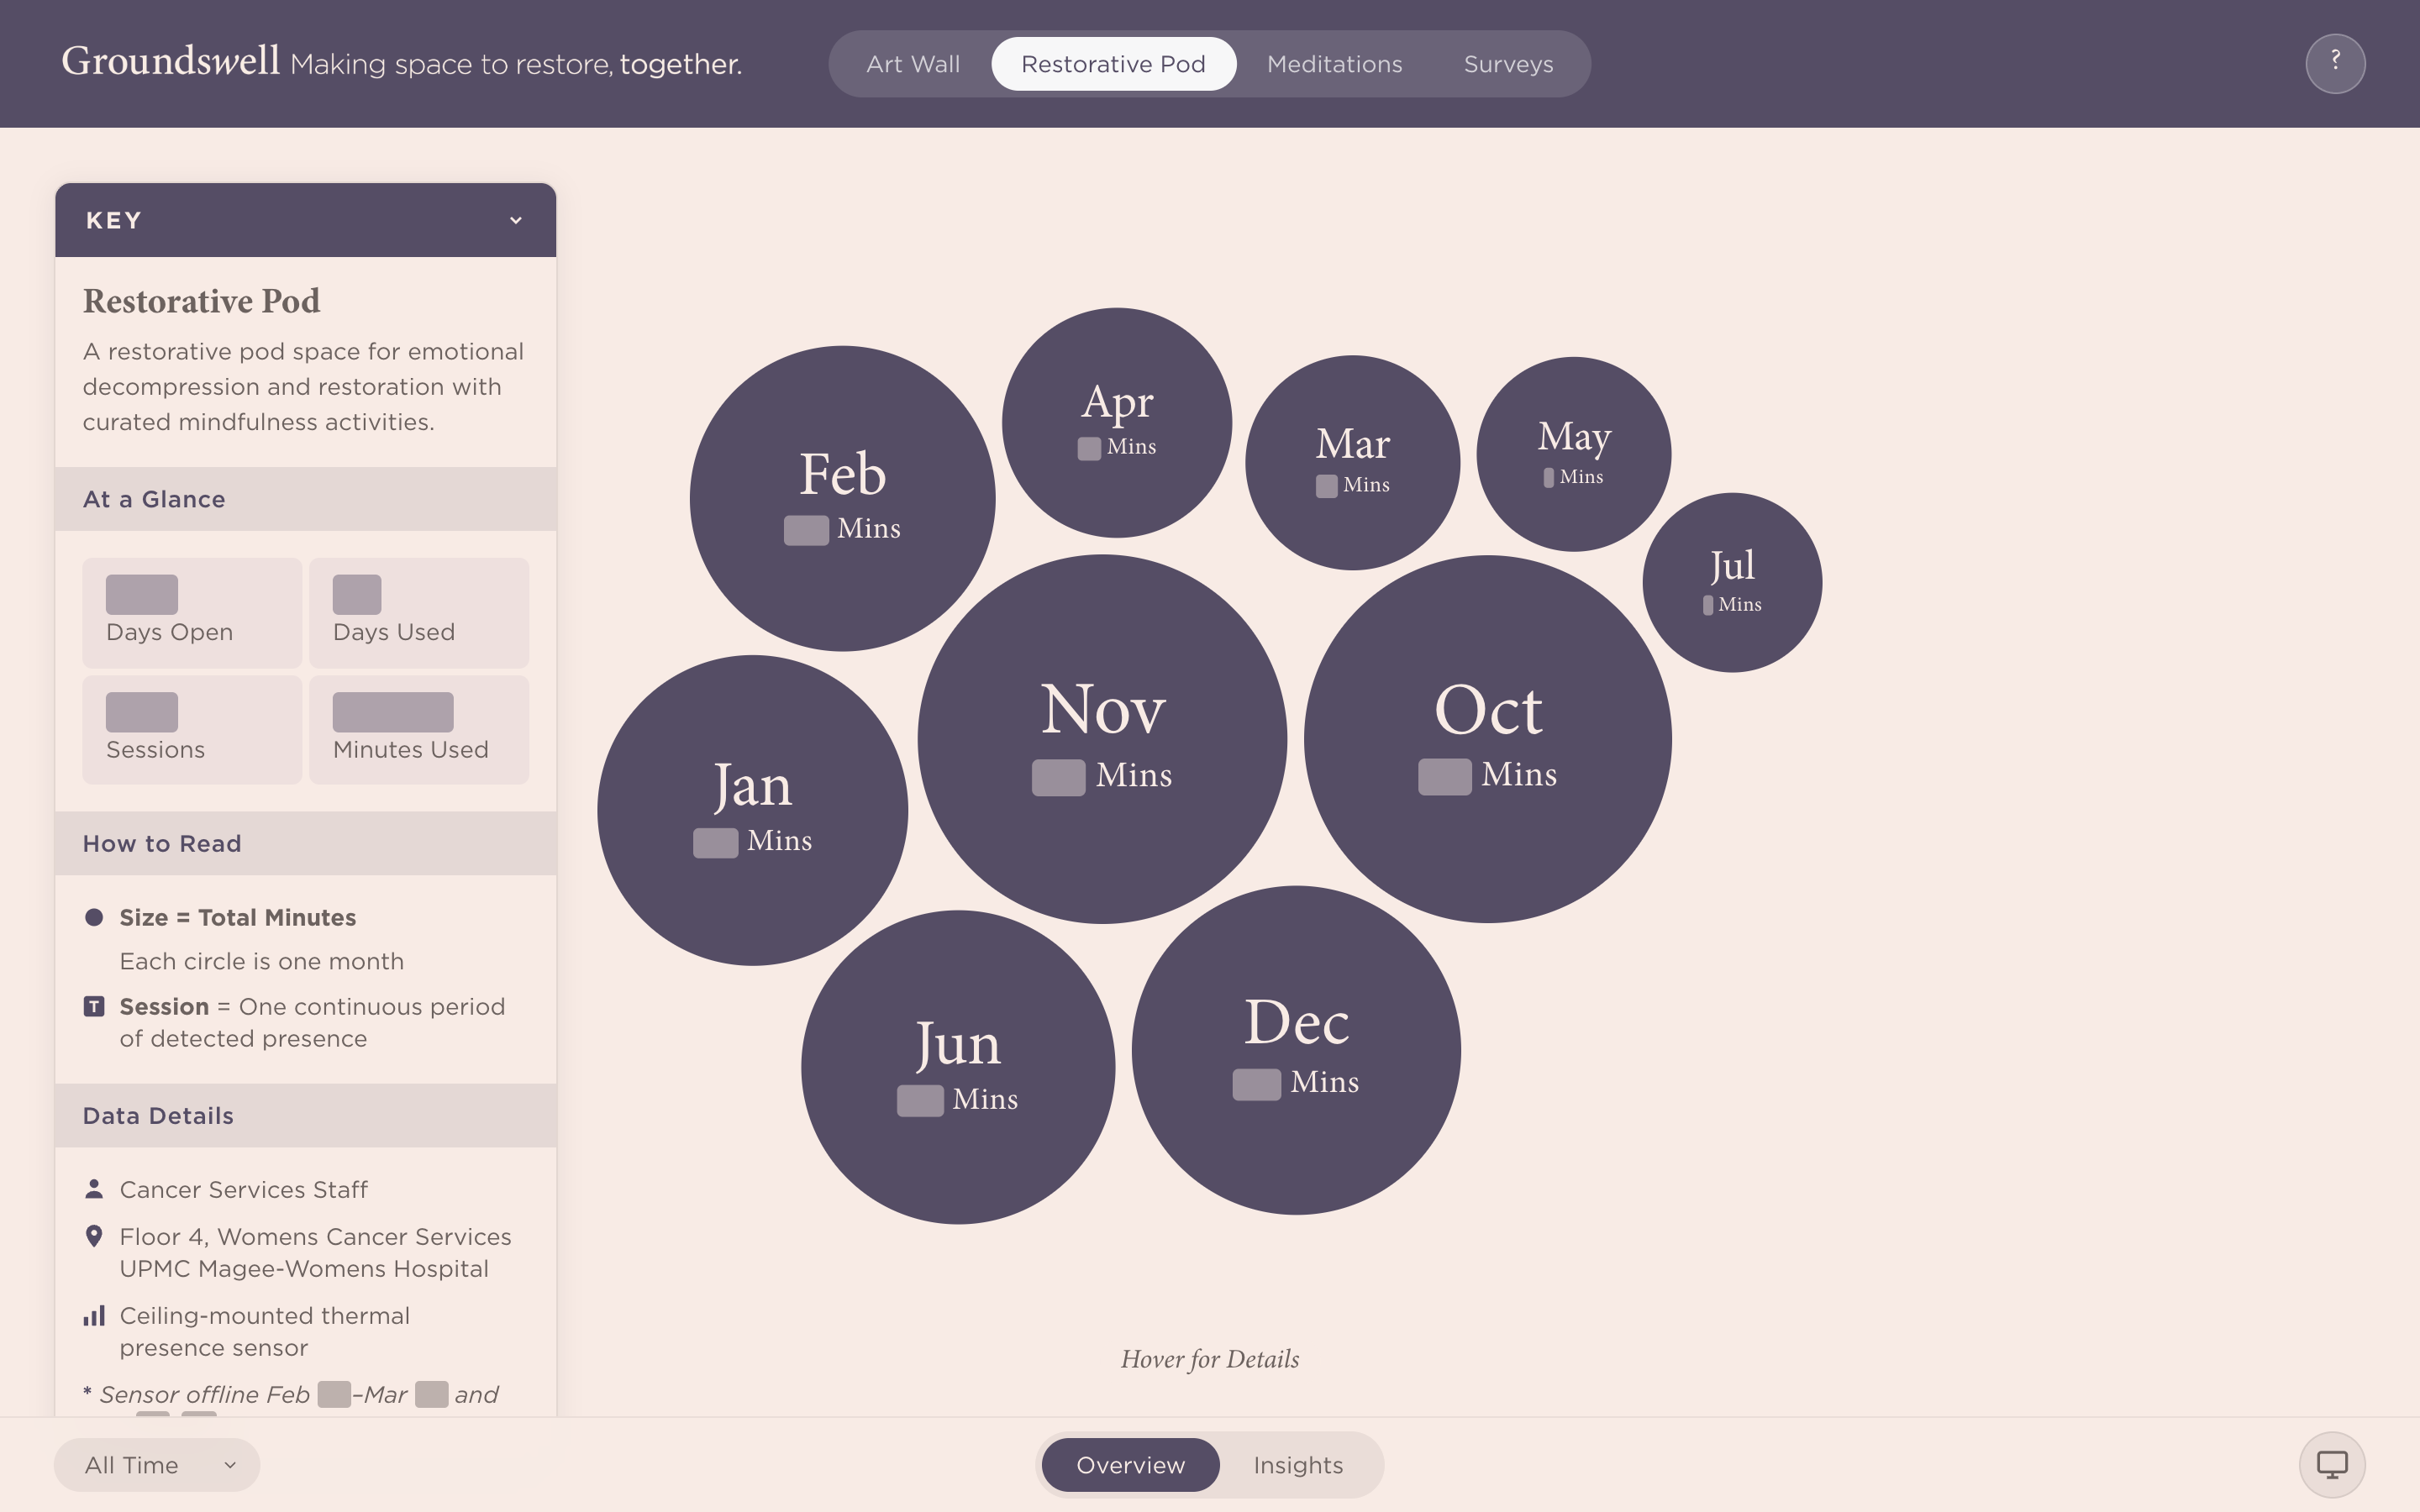 Groundswell Making space to restore, together.
Art Wall
Restorative Pod
Meditations
Surveys
?
KEY
Restorative Pod
A restorative pod space for emotional
decompression and restoration with
curated mindfulness activities.
At a Glance
Days Open
Days Used
Sessions
Minutes Used
How to Read
Size = Total Minutes
Each circle is one month
T Session = One continuous period
of detected presence
Data Details
Cancer Services Staff
Floor 4, Womens Cancer Services
UPMC Magee-Womens Hospital
Ceiling-mounted thermal
presence sensor
* Sensor offline Feb –Mar and
Feb
Mins
Apr
Mins
Mar
Mins
May
Mins
Jul
Mins
Nov
Mins
Oct
Mins
Jan
Mins
Jun
Mins
Dec
Mins
Hover for Details
All Time
Overview
Insights